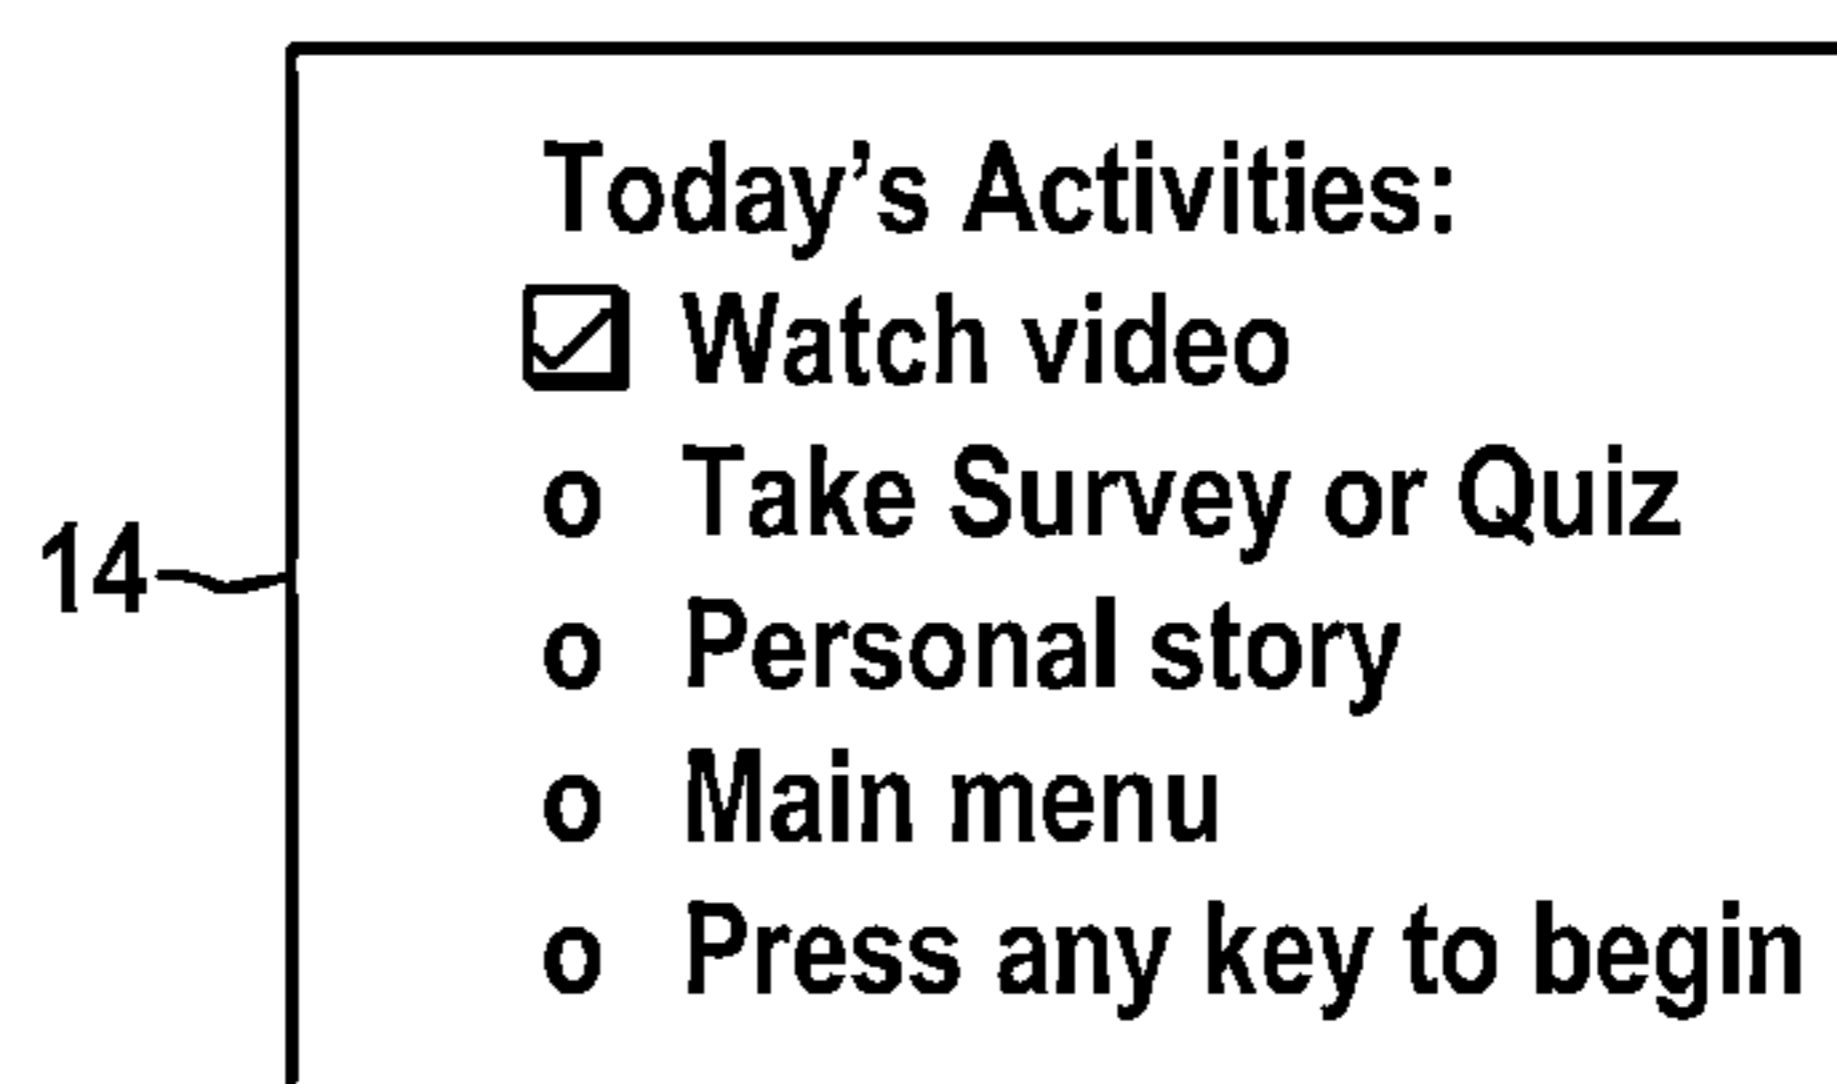 Today’s Activities:
☑ Watch video
o Take Survey or Quiz
14
o Personal story
o Main menu
o Press any key to begin